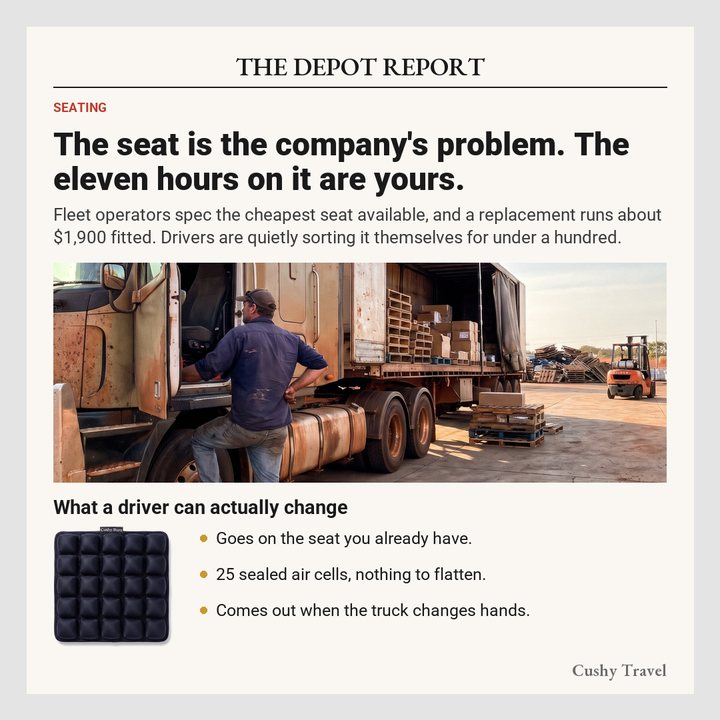 THE DEPOT REPORT
SEATING
The seat is the company's problem. The
eleven hours on it are yours.
Fleet operators spec the cheapest seat available, and a replacement runs about
$1,900 fitted. Drivers are quietly sorting it themselves for under a hundred.
What a driver can actually change
Goes on the seat you already have.
25 sealed air cells, nothing to flatten.
Comes out when the truck changes hands.
Cushy Travel